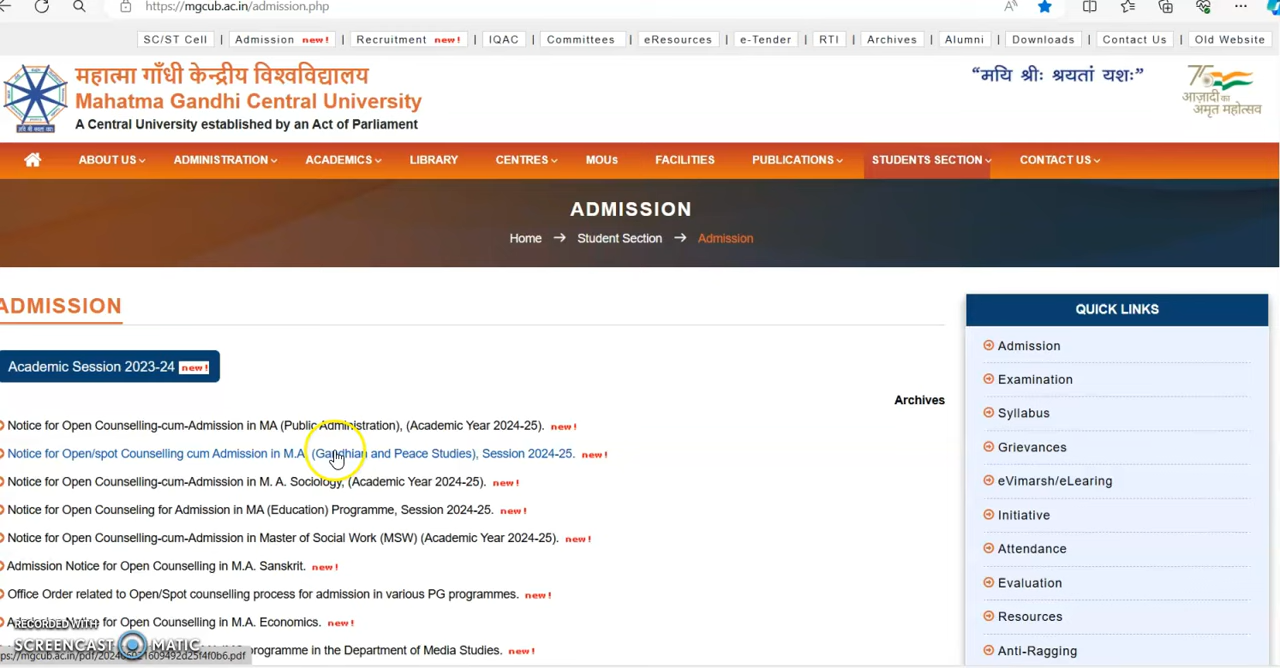 https://mgcub.ac.in/admission.php
SC/ST Cell | Admission new! | Recruitment new! | IQAC | Committees | eResources | e-Tender | RTI | Archives | Alumni | Downloads | Contact Us | Old Website
महात्मा गाँधी केन्द्रीय विश्वविद्यालय
Mahatma Gandhi Central University
A Central University established by an Act of Parliament
“मयि श्रीः श्रयतां यशः”
75
आज़ादी का
अमृत महोत्सव
ABOUT US ADMINISTRATION ACADEMICS LIBRARY CENTRES MOUs FACILITIES PUBLICATIONS STUDENTS SECTION CONTACT US
ADMISSION
Home → Student Section → Admission
ADMISSION
Academic Session 2023-24 new!
Archives
Notice for Open Counselling-cum-Admission in MA (Public Administration), (Academic Year 2024-25). new!
Notice for Open/spot Counselling cum Admission in M.A. (Gandhian and Peace Studies), Session 2024-25. new!
Notice for Open Counselling-cum-Admission in M. A. Sociology, (Academic Year 2024-25). new!
Notice for Open Counseling for Admission in MA (Education) Programme, Session 2024-25. new!
Notice for Open Counselling-cum-Admission in Master of Social Work (MSW) (Academic Year 2024-25). new!
Admission Notice for Open Counselling in M.A. Sanskrit. new!
Office Order related to Open/Spot counselling process for admission in various PG programmes. new!
for Open Counselling in M.A. Economics. new!
programme in the Department of Media Studies. new!
QUICK LINKS
Admission
Examination
Syllabus
Grievances
eVimarsh/eLearing
Initiative
Attendance
Evaluation
Resources
Anti-Ragging
RECORDED WITH
SCREENCAST MATIC